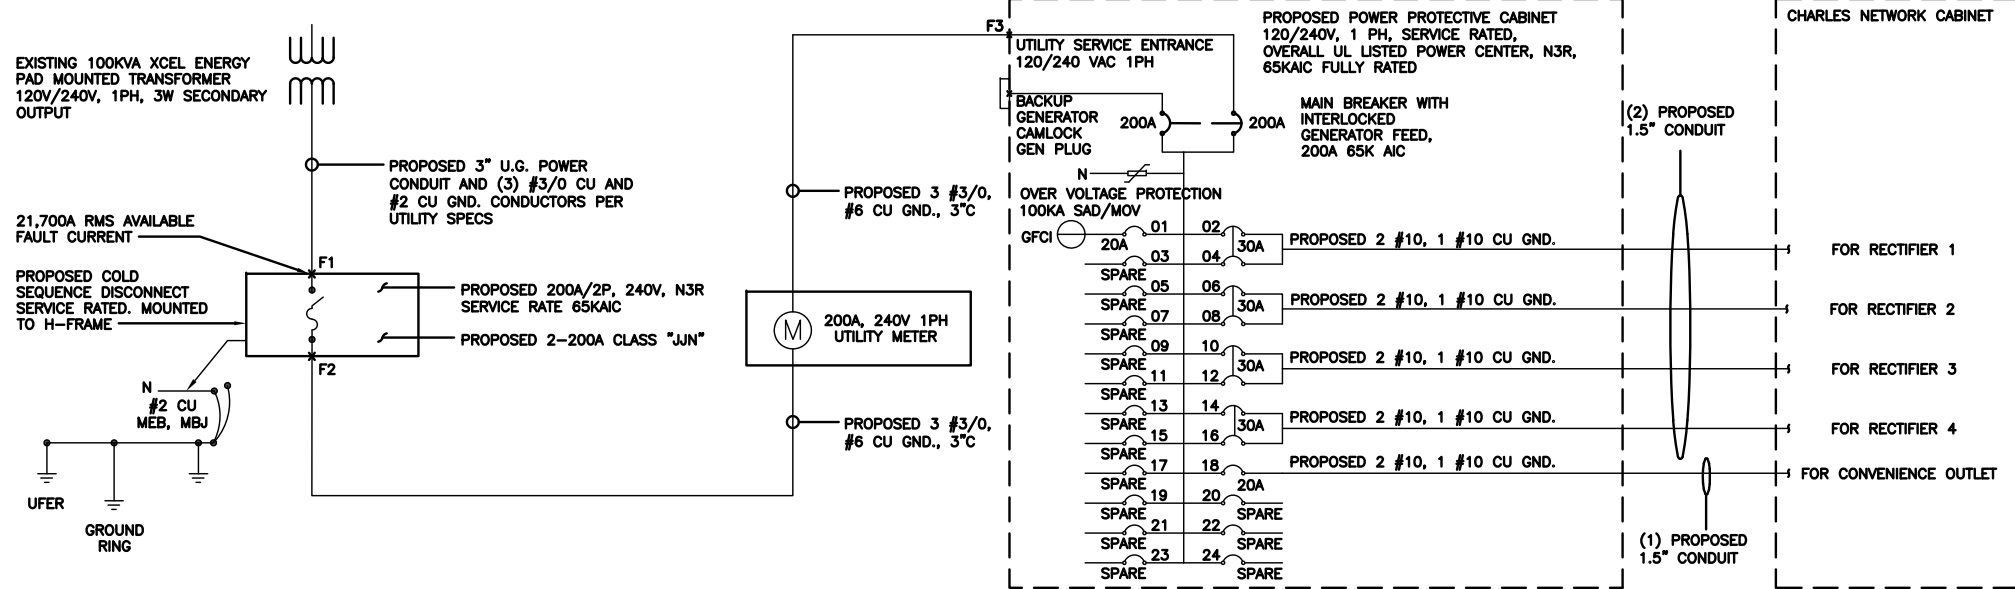 EXISTING 100KVA XCEL ENERGY
PAD MOUNTED TRANSFORMER
120V/240V, 1PH, 3W SECONDARY
OUTPUT
PROPOSED 3" U.G. POWER
CONDUIT AND (3) #3/0 CU AND
#2 CU GND. CONDUCTORS PER
UTILITY SPECS
21,700A RMS AVAILABLE
FAULT CURRENT
F1
PROPOSED COLD
SEQUENCE DISCONNECT
SERVICE RATED. MOUNTED
TO H-FRAME
PROPOSED 200A/2P, 240V, N3R
SERVICE RATE 65KAIC
PROPOSED 2-200A CLASS "JJN"
F2
N
#2 CU
MEB, MBJ
UFER
GROUND
RING
PROPOSED 3 #3/0,
#6 CU GND., 3"C
M
200A, 240V 1PH
UTILITY METER
PROPOSED 3 #3/0,
#6 CU GND., 3"C
F3
UTILITY SERVICE ENTRANCE
120/240 VAC 1PH
PROPOSED POWER PROTECTIVE CABINET
120/240V, 1 PH, SERVICE RATED,
OVERALL UL LISTED POWER CENTER, N3R,
65KAIC FULLY RATED
BACKUP
GENERATOR
CAMLOCK
GEN PLUG
200A
200A
MAIN BREAKER WITH
INTERLOCKED
GENERATOR FEED,
200A 65K AIC
N
OVER VOLTAGE PROTECTION
100KA SAD/MOV
GFCI
20A
01
02
30A
PROPOSED 2 #10, 1 #10 CU GND.
03
04
SPARE
05
06
SPARE
30A
PROPOSED 2 #10, 1 #10 CU GND.
07
08
SPARE
09
10
SPARE
30A
PROPOSED 2 #10, 1 #10 CU GND.
11
12
SPARE
13
14
SPARE
30A
PROPOSED 2 #10, 1 #10 CU GND.
15
16
SPARE
17
18
SPARE
20A
PROPOSED 2 #10, 1 #10 CU GND.
19
20
SPARE
SPARE
21
22
SPARE
SPARE
23
24
SPARE
SPARE
(2) PROPOSED
1.5" CONDUIT
(1) PROPOSED
1.5" CONDUIT
CHARLES NETWORK CABINET
FOR RECTIFIER 1
FOR RECTIFIER 2
FOR RECTIFIER 3
FOR RECTIFIER 4
FOR CONVENIENCE OUTLET